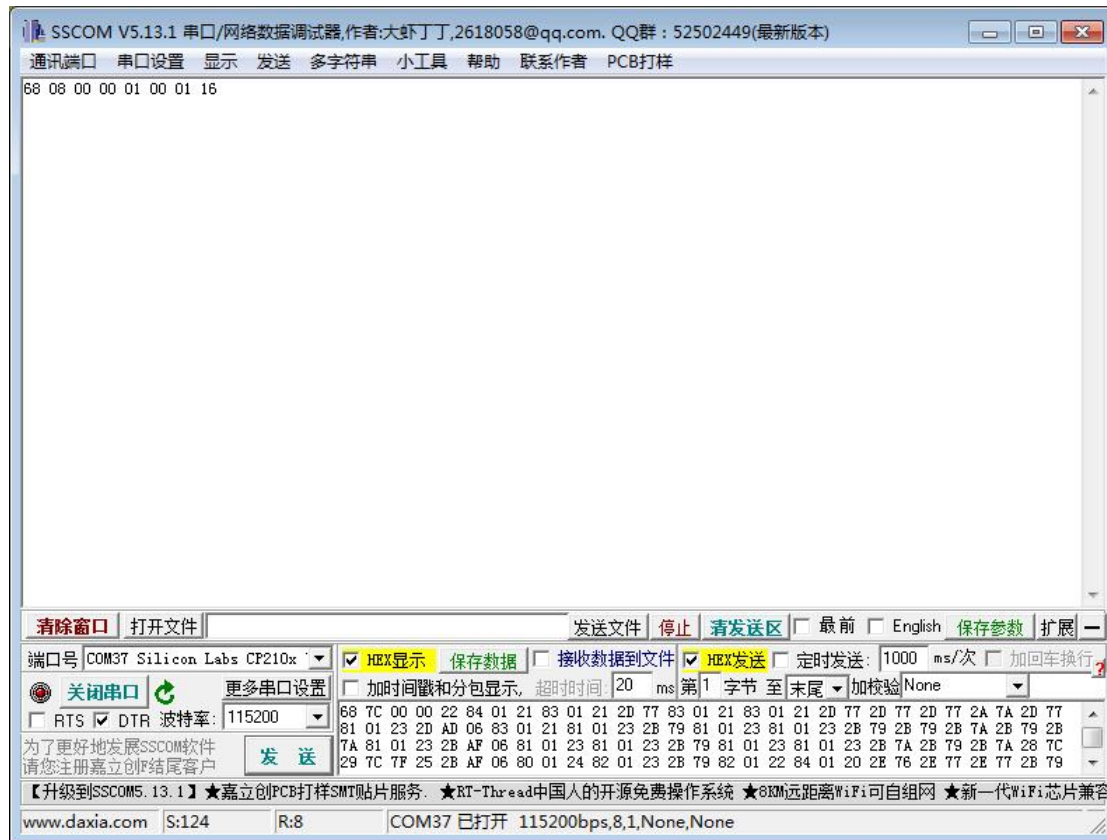 SSCOM V5.13.1 串口/网络数据调试器,作者:大虾丁丁,2618058@qq.com. QQ群：52502449(最新版本)
通讯端口 串口设置 显示 发送 多字符串 小工具 帮助 联系作者 PCB打样
68 08 00 00 01 00 01 16
清除窗口 打开文件 发送文件 停止 清发送区 最前 English 保存参数 扩展 —
端口号 COM37 Silicon Labs CP210x HEX显示 保存数据 接收数据到文件 HEX发送 定时发送: 1000 ms/次 加回车换行
关闭串口 更多串口设置 加时间戳和分包显示, 超时时间: 20 ms 第 1 字节 至 末尾 加校验 None
RTS DTR 波特率: 115200
为了更好地发展SSCOM软件
请您注册嘉立创F结尾客户
发 送
68 7C 00 00 22 84 01 21 83 01 21 2D 77 83 01 21 83 01 21 2D 77 2D 77 2D 77 2A 7A 2D 77
81 01 23 2D AD 06 83 01 21 81 01 23 2B 79 81 01 23 81 01 23 2B 79 2B 79 2B 7A 2B 79 2B
7A 81 01 23 2B AF 06 81 01 23 81 01 23 2B 79 81 01 23 81 01 23 2B 7A 2B 79 2B 7A 28 7C
29 7C 7F 25 2B AF 06 80 01 24 82 01 23 2B 79 82 01 22 84 01 20 2E 76 2E 77 2E 77 2B 79
【升级到SSCOM5.13.1】★嘉立创PCB打样SMT贴片服务. ★RT-Thread中国人的开源免费操作系统 ★8KM远距离WiFi可自组网 ★新一代WiFi芯片兼容
www.daxia.com S:124 R:8 COM37 已打开 115200bps,8,1,None,None